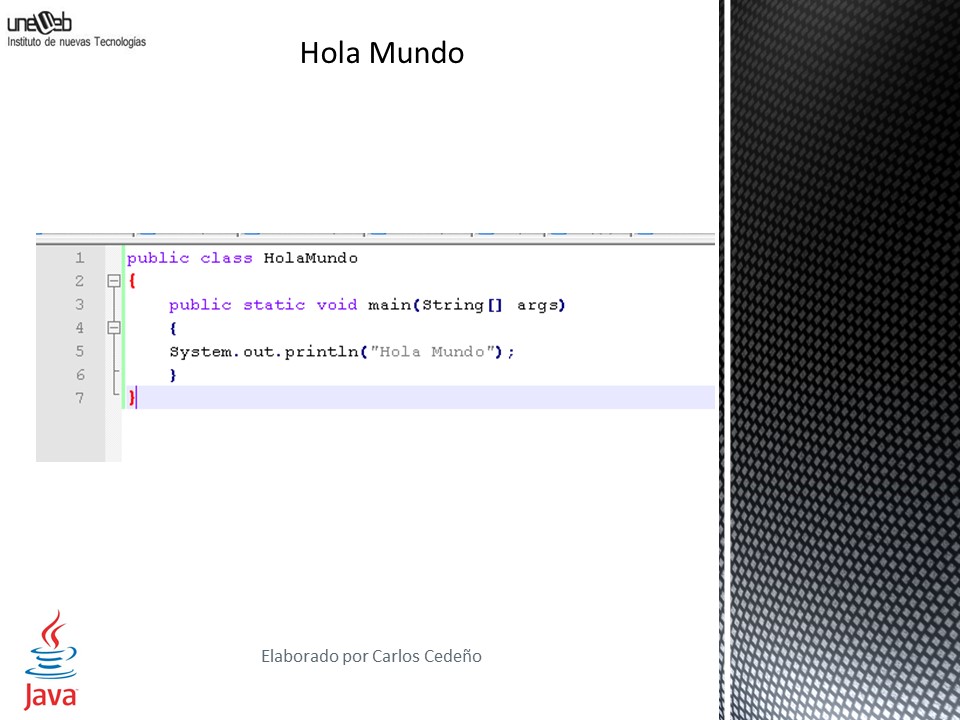 uneWeb
Instituto de nuevas Tecnologías
Hola Mundo
1 public class HolaMundo
2 {
3 public static void main(String[] args)
4 {
5 System.out.println("Hola Mundo");
6 }
7 }
Elaborado por Carlos Cedeño
Java